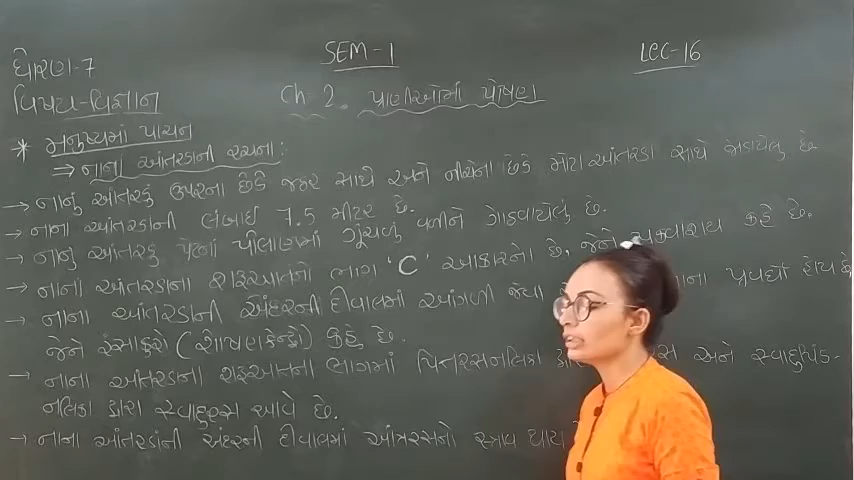 ધોરણ-7
SEM-1
LEC-16
વિષય-વિજ્ઞાન
Ch 2. પ્રાણીઓમાં પોષણ
* મનુષ્યમાં પાચન
⇒ નાનાં આંતરડાની રચના:
→ નાનું આંતરડું ઉપરના છેડે જઠર સાથે અને નીચેના છેડે મોટા આંતરડા સાથે જોડાયેલું છે
→ નાના આંતરડાની લંબાઈ 7.5 મીટર છે.
→ નાનું આંતરડું પેટના પોલાણમાં ગૂંચળું વળીને ગોઠવાયેલું છે.
→ નાના આંતરડાના શરૂઆતનો ભાગ 'C' આકારનો છે, જેને પક્વાશય કહે છે.
→ નાના આંતરડાની અંદરની દીવાલમાં આંગળી જેવા નાના પ્રવર્ધો હોય છે
જેને રસાંકુરો (શોષણકેન્દ્રો) કહે છે.
→ નાના આંતરડાના શરૂઆતના ભાગમાં પિત્તરસનલિકા અને સ્વાદુપિંડ-
નલિકા દ્વારા સ્વાદુરસ આવે છે.
→ નાના આંતરડાંની અંદરની દીવાલમાં આંત્રરસનો સ્ત્રાવ થાય